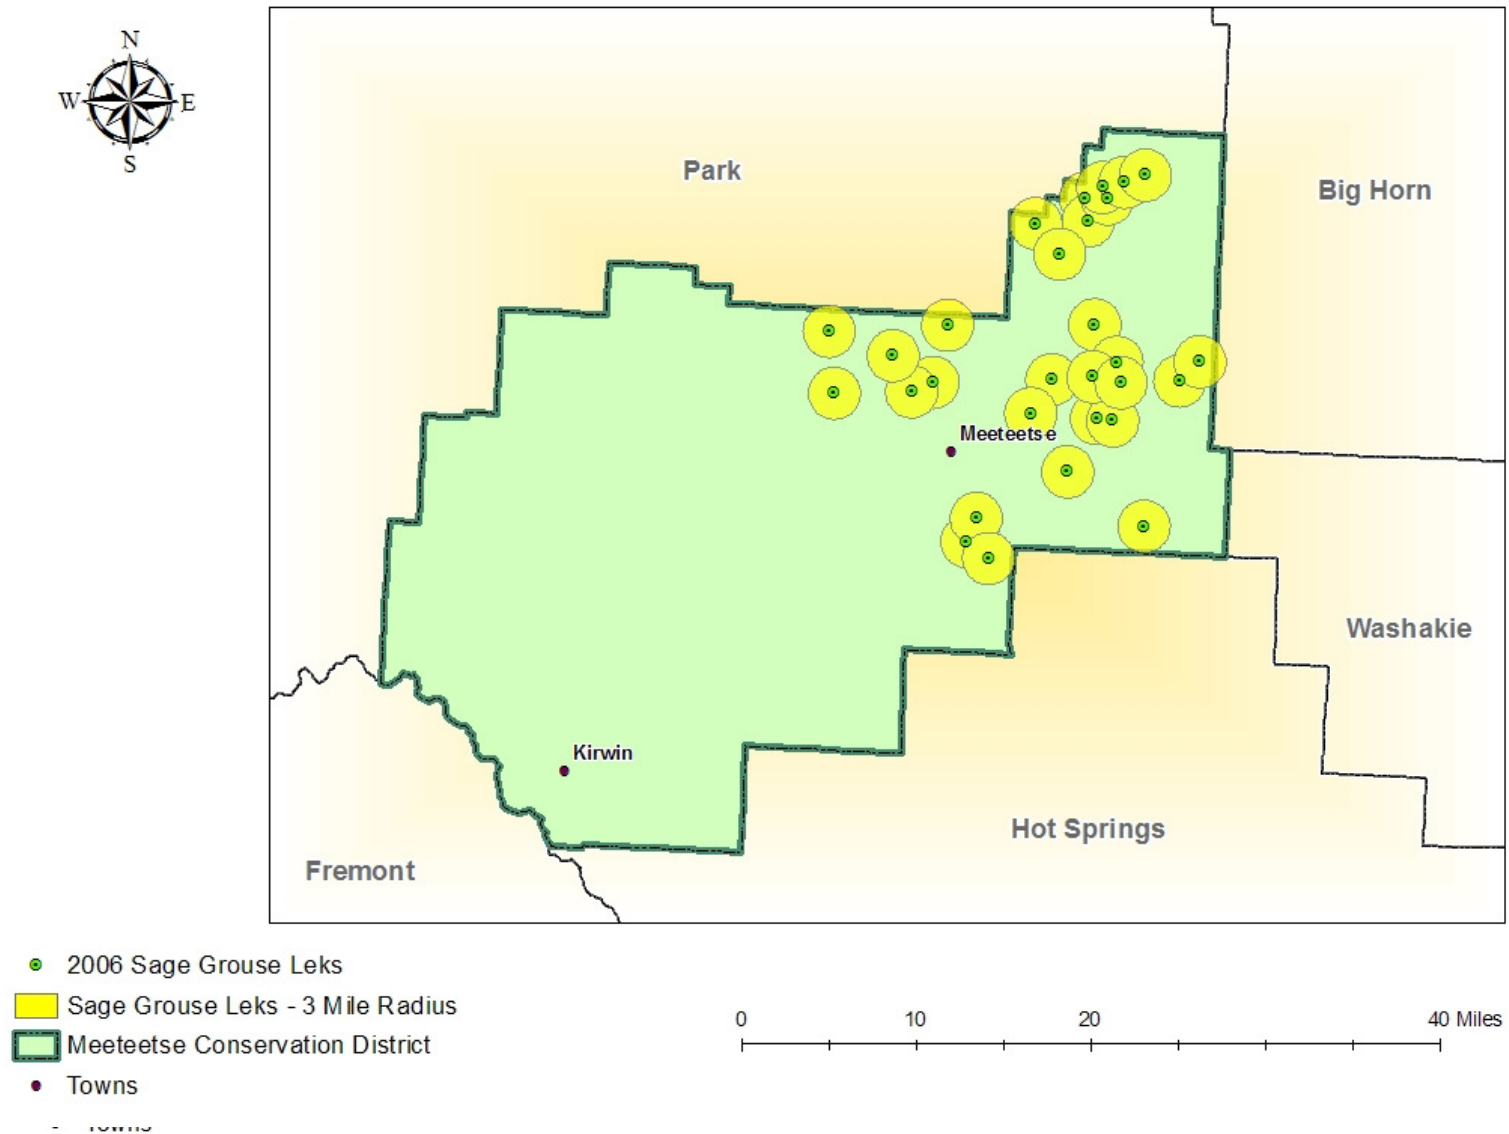 N
W E
S
Park
Big Horn
Meeteetse
Washakie
Kirwin
Hot Springs
Fremont
2006 Sage Grouse Leks
Sage Grouse Leks - 3 Mile Radius
0 10 20 40 Miles
Meeteetse Conservation District
Towns